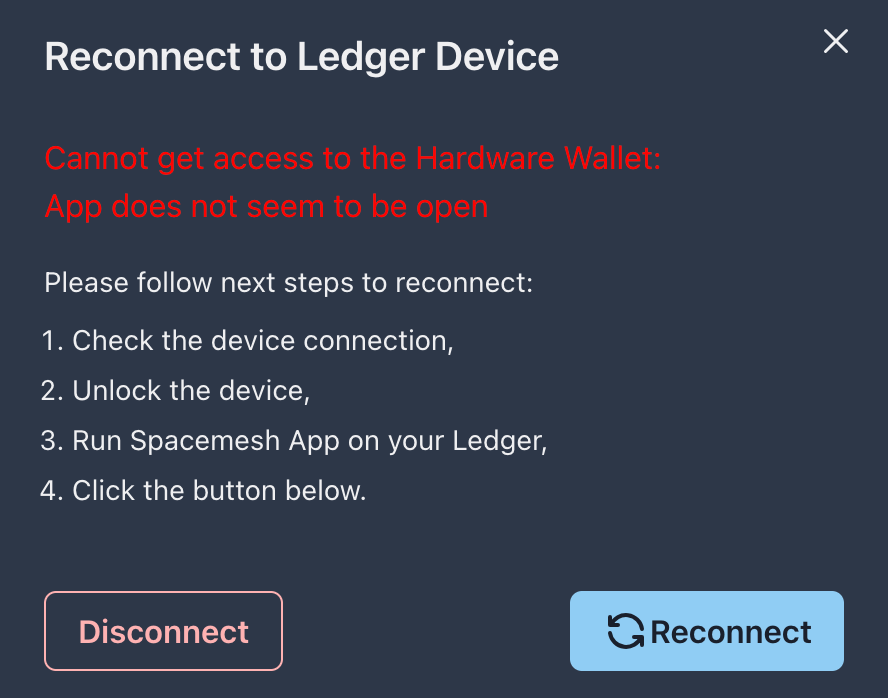 Reconnect to Ledger Device
Cannot get access to the Hardware Wallet:
App does not seem to be open
Please follow next steps to reconnect:
1. Check the device connection,
2. Unlock the device,
3. Run Spacemesh App on your Ledger,
4. Click the button below.
Disconnect
Reconnect